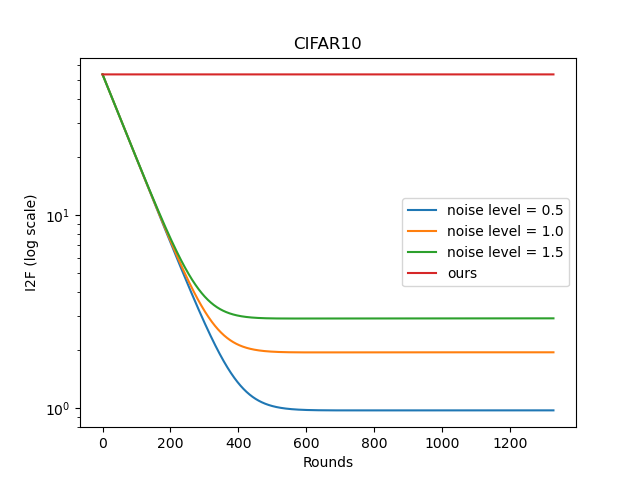 CIFAR10
I2F (log scale)
10¹
10⁰
noise level = 0.5
noise level = 1.0
noise level = 1.5
ours
0 200 400 600 800 1000 1200
Rounds